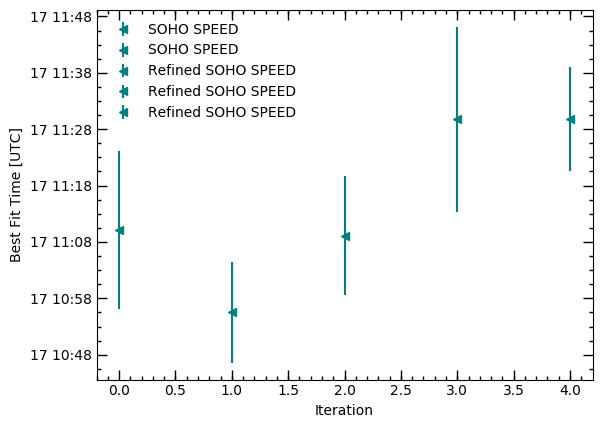 17 11:48
17 11:38
17 11:28
17 11:18
17 11:08
17 10:58
17 10:48
Best Fit Time [UTC]
SOHO SPEED
SOHO SPEED
Refined SOHO SPEED
Refined SOHO SPEED
Refined SOHO SPEED
0.0 0.5 1.0 1.5 2.0 2.5 3.0 3.5 4.0
Iteration